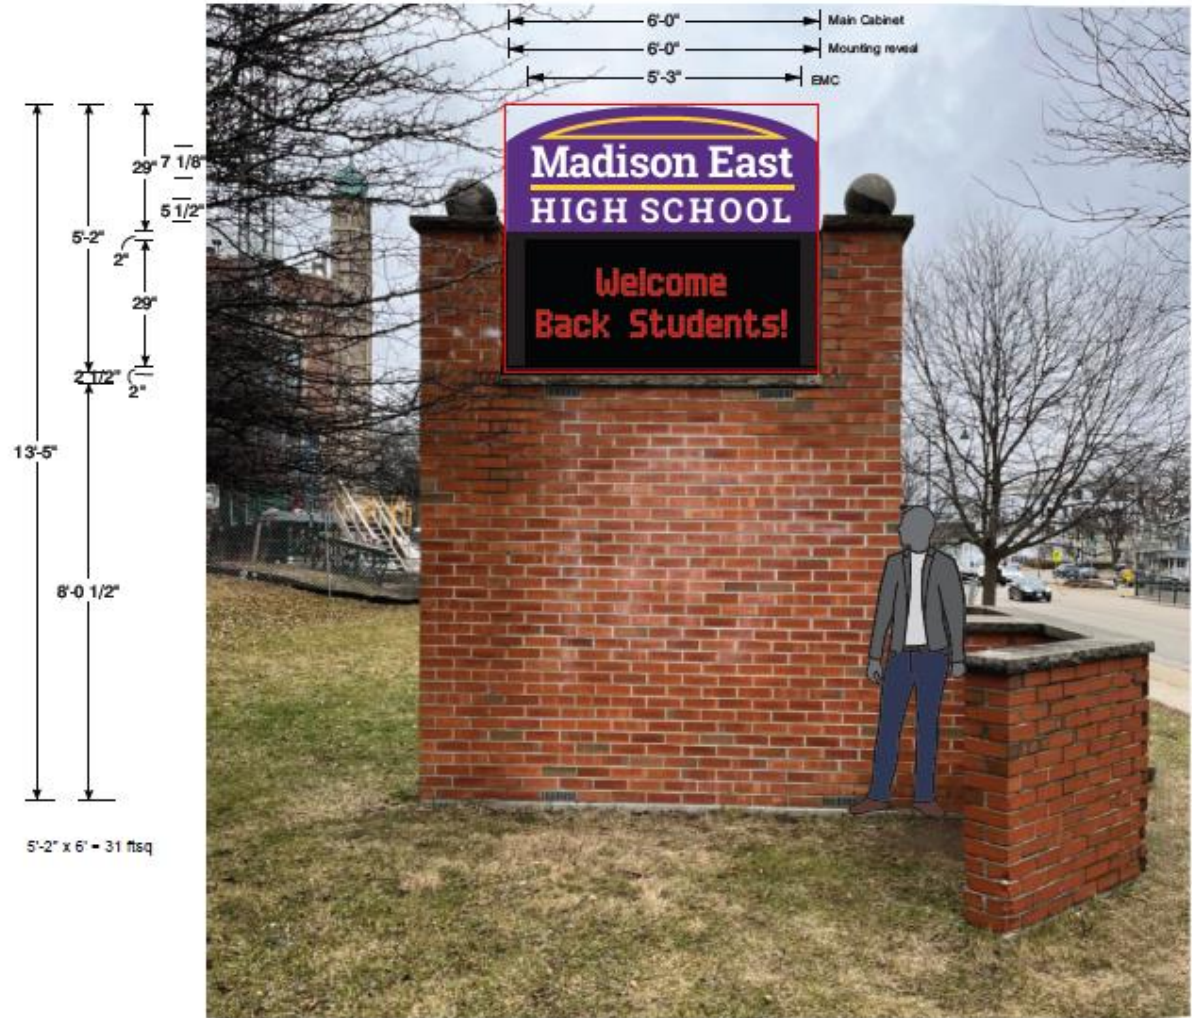 6'-0" Main Cabinet
6'-0" Mounting reveal
5'-3" EMC
29" 7 1/8"
5 1/2"
5'-2"
2"
29"
2 1/2"
2"
13'-5"
8'-0 1/2"
5'-2" x 6' = 31 ftsq
Madison East
HIGH SCHOOL
Welcome
Back Students!